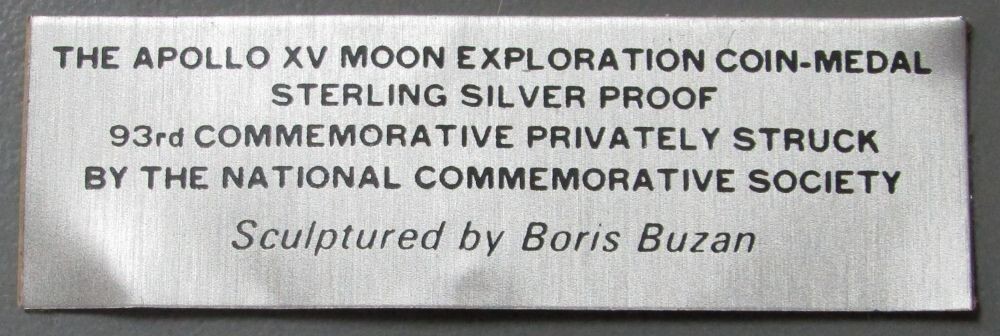 THE APOLLO XV MOON EXPLORATION COIN-MEDAL
STERLING SILVER PROOF
93rd COMMEMORATIVE PRIVATELY STRUCK
BY THE NATIONAL COMMEMORATIVE SOCIETY
Sculptured by Boris Buzan